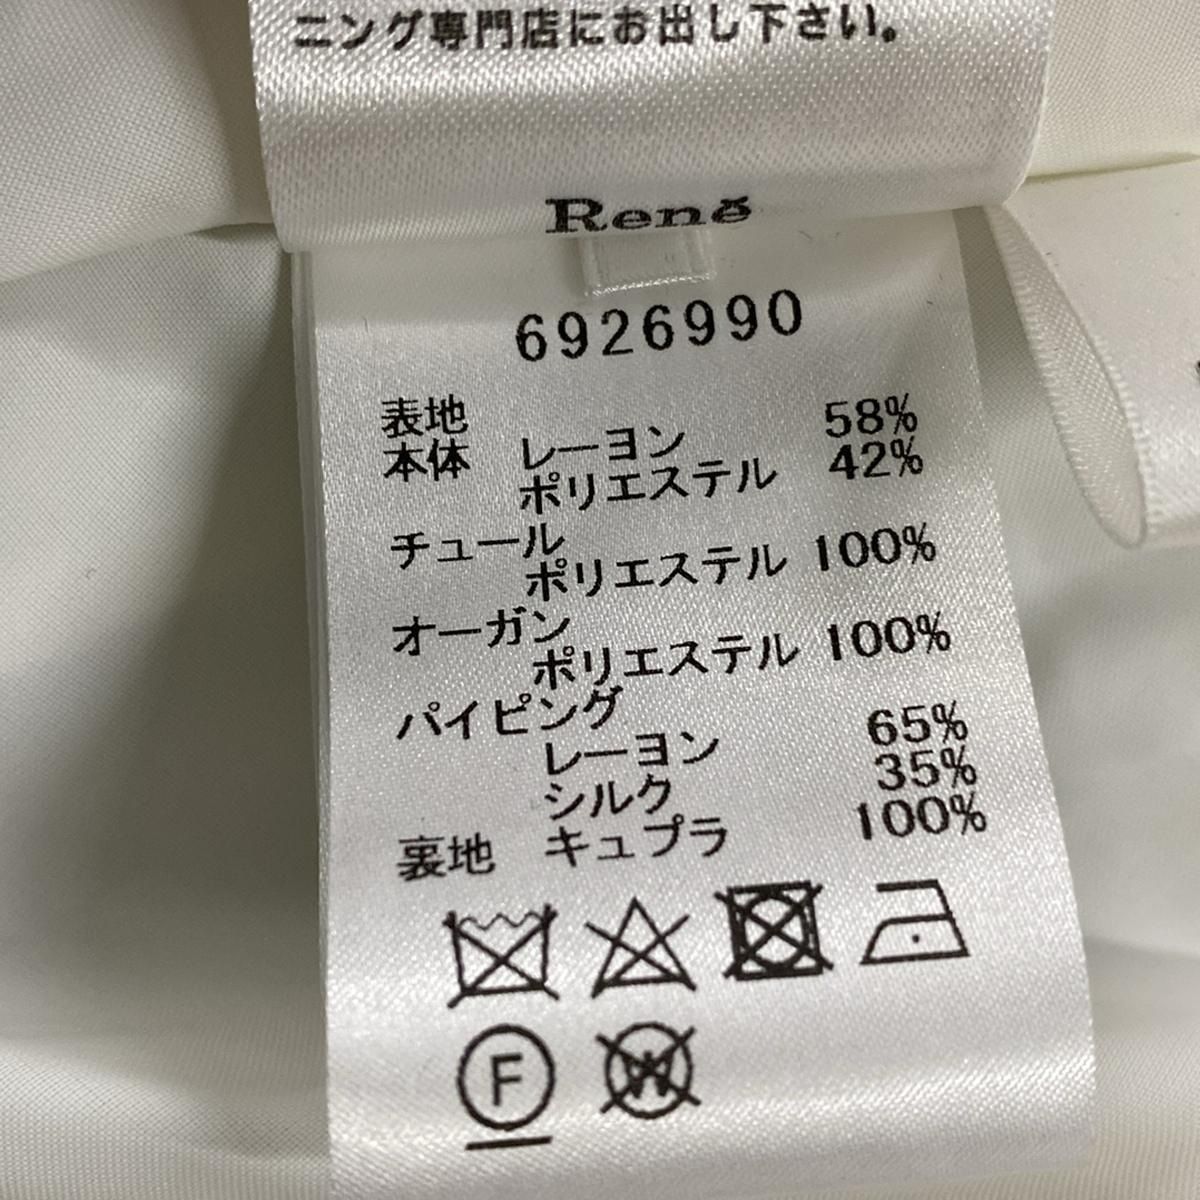 ニング専門店にお出し下さい。
René
6926990
表地
本体 レーヨン 58%
ポリエステル 42%
チュール
ポリエステル 100%
オーガン
ポリエステル 100%
パイピング
レーヨン 65%
シルク 35%
裏地 キュプラ 100%
F
W